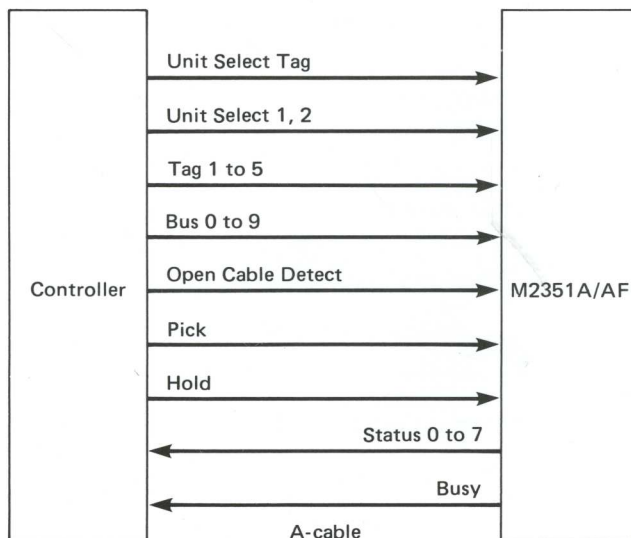 Unit Select Tag
Unit Select 1, 2
Tag 1 to 5
Bus 0 to 9
Controller
Open Cable Detect
M2351A/AF
Pick
Hold
Status 0 to 7
Busy
A-cable